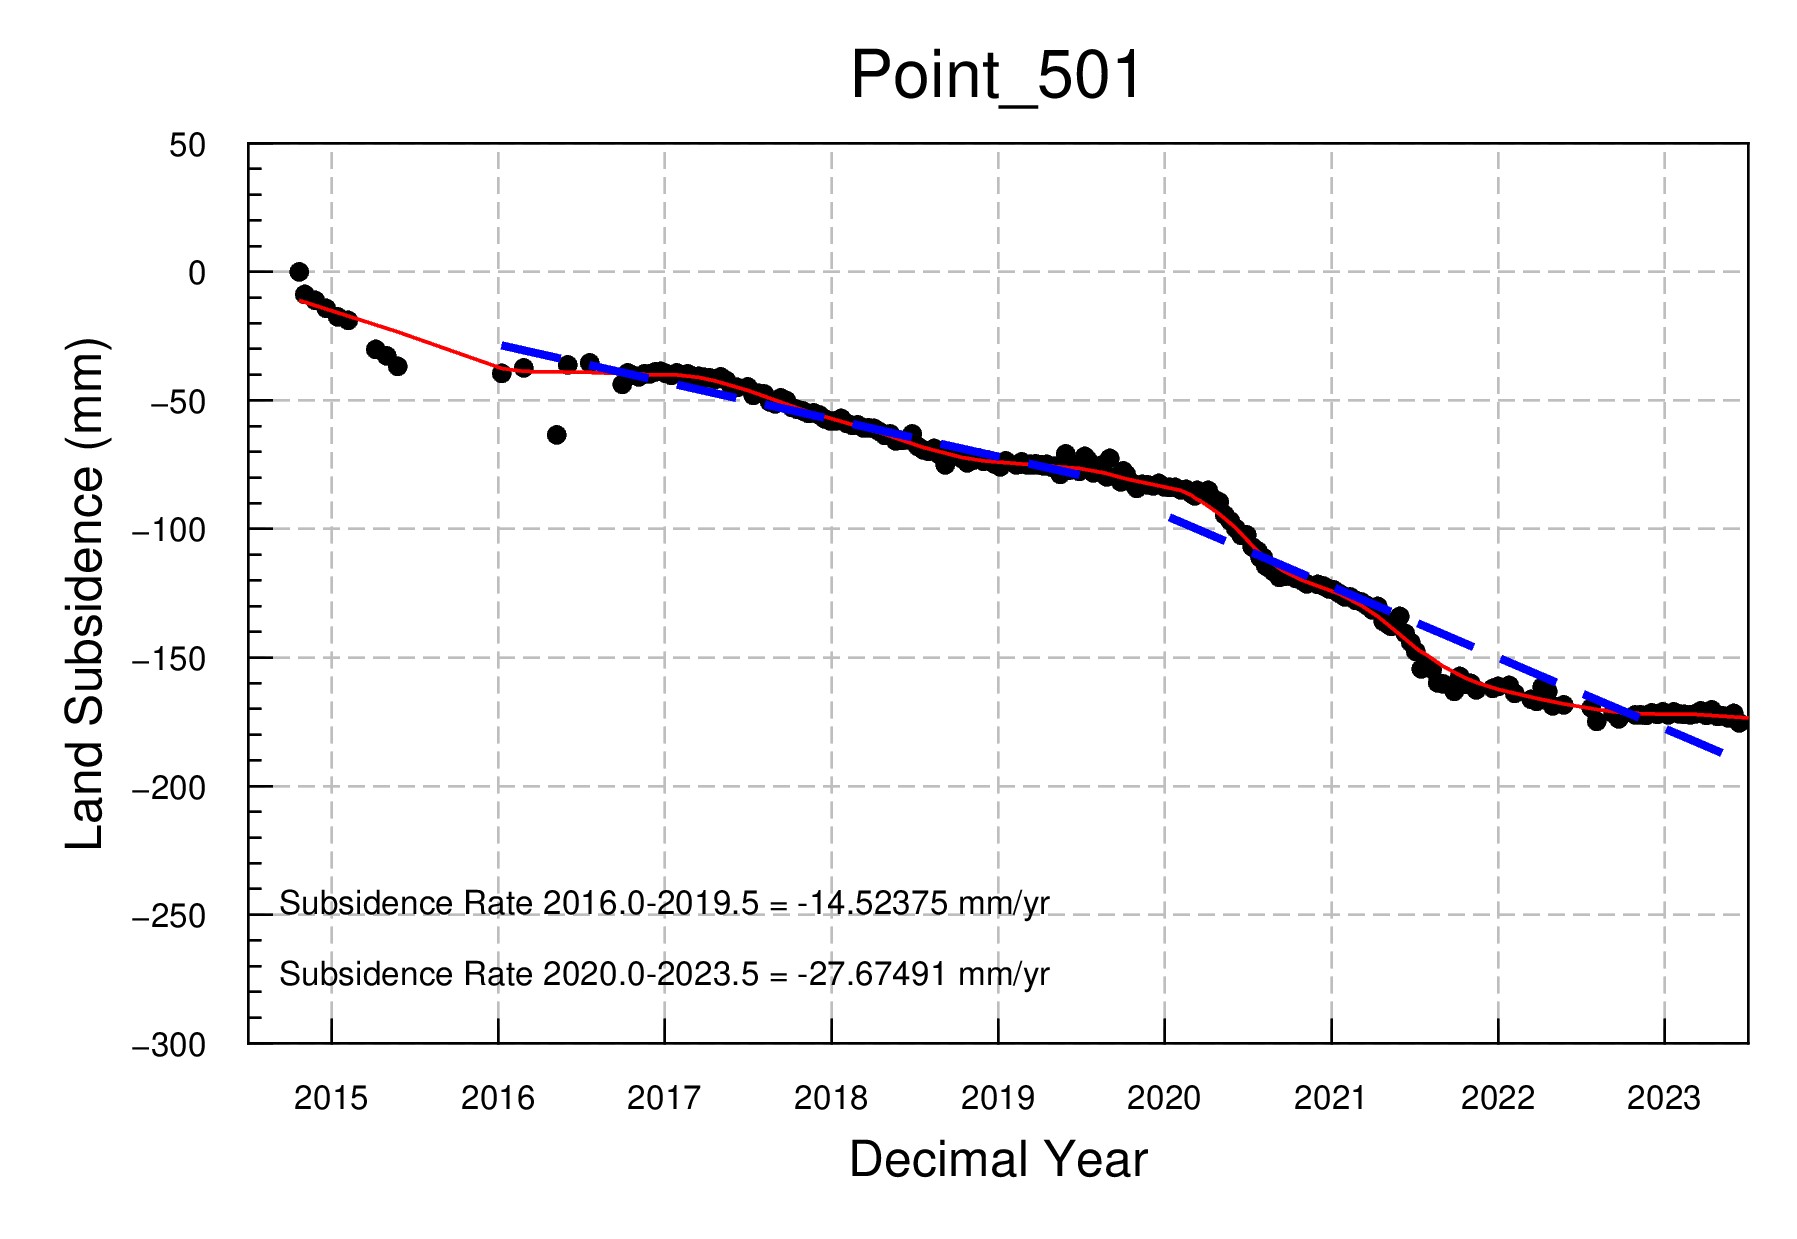 Point_501
50
0
−50
−100
−150
−200
−250
−300
Land Subsidence (mm)
Subsidence Rate 2016.0-2019.5 = -14.52375 mm/yr
Subsidence Rate 2020.0-2023.5 = -27.67491 mm/yr
2015 2016 2017 2018 2019 2020 2021 2022 2023
Decimal Year